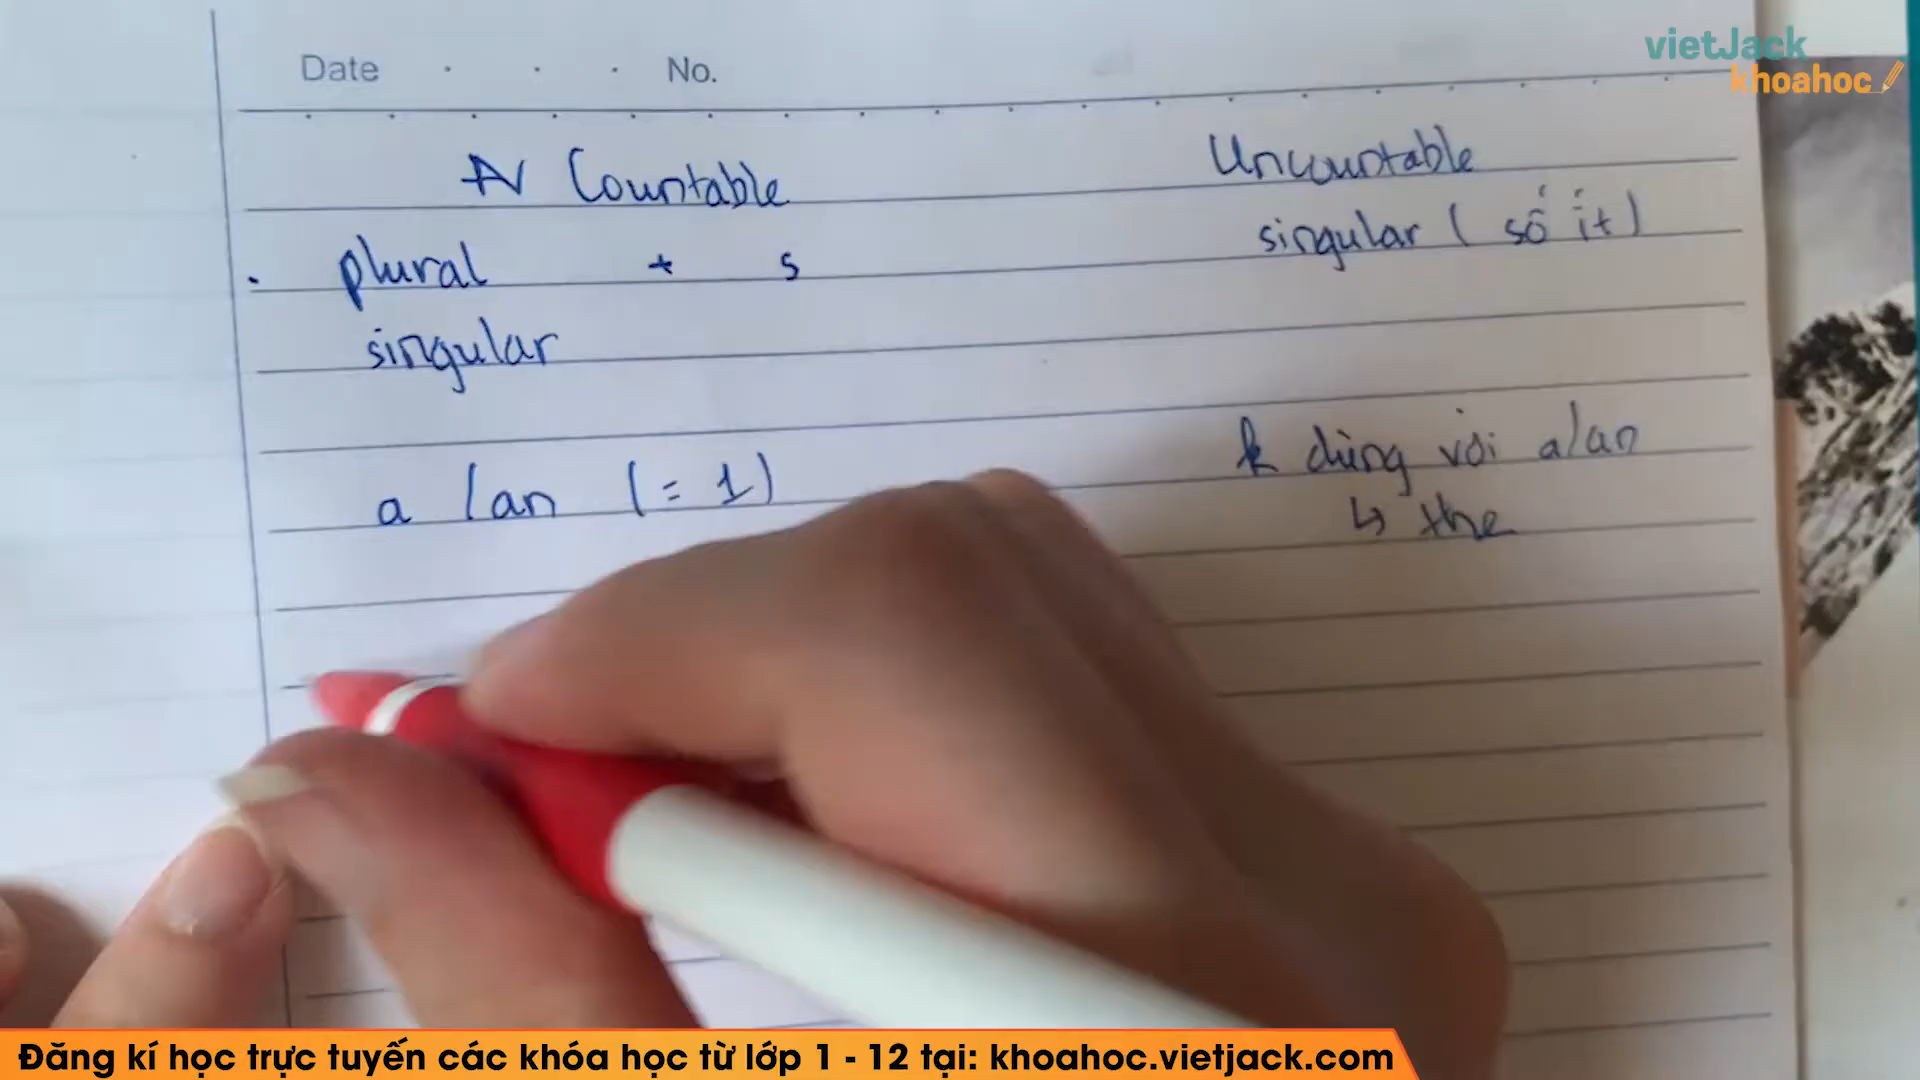 vietJack
khoahoc
Date . . . No.
N Countable
Uncountable
singular ( số ít )
. plural + s
singular
k dùng với a/an
a / an ( = 1 )
↳ the
Đăng kí học trực tuyến các khóa học từ lớp 1 - 12 tại: khoahoc.vietjack.com